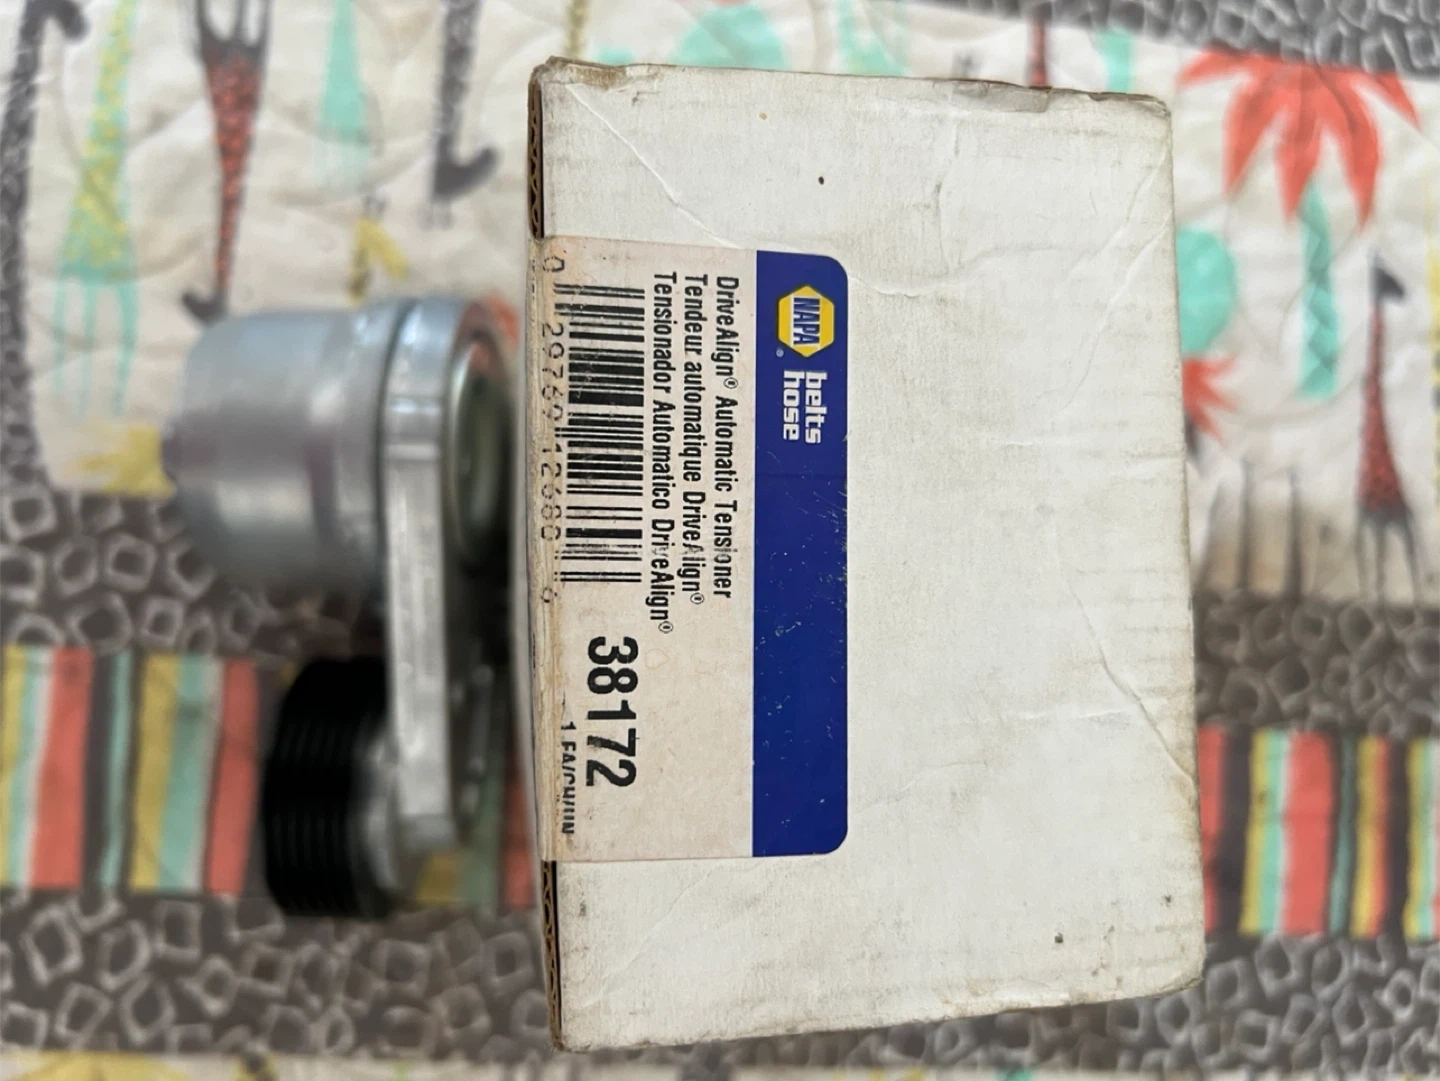 NAPA
belts
hose
DriveAlign® Automatic Tensioner
Tendeur automatique DriveAlign®
Tensionador Automatico DriveAlign®
38172